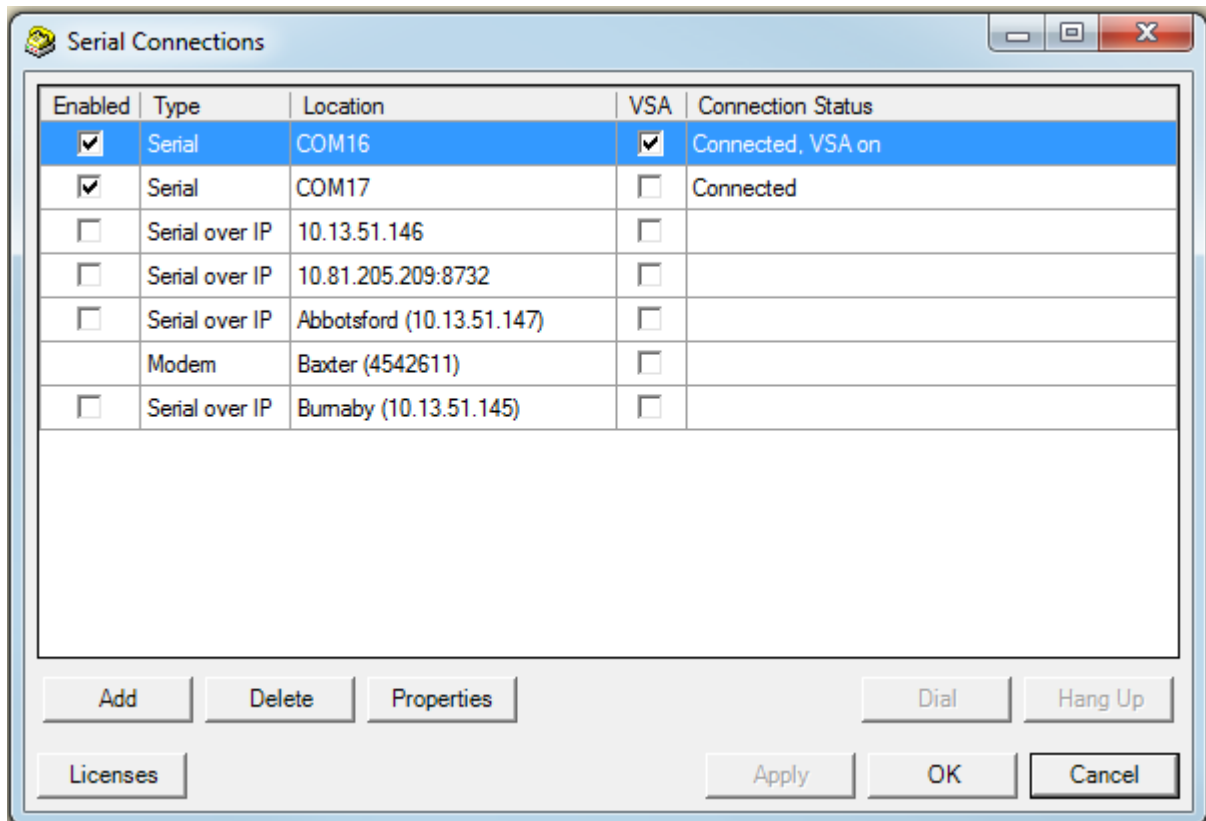 Serial Connections
Enabled Type Location VSA Connection Status
Serial COM16 Connected, VSA on
Serial COM17 Connected
Serial over IP 10.13.51.146
Serial over IP 10.81.205.209:8732
Serial over IP Abbotsford (10.13.51.147)
Modem Baxter (4542611)
Serial over IP Burnaby (10.13.51.145)
Add Delete Properties Dial Hang Up
Licenses Apply OK Cancel